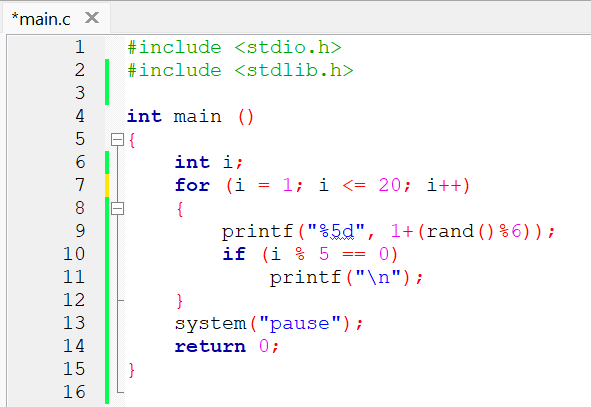 *main.c
1 #include <stdio.h>
2 #include <stdlib.h>
3
4 int main ()
5 {
6     int i;
7     for (i = 1; i <= 20; i++)
8     {
9         printf("%5d", 1+(rand()%6));
10         if (i % 5 == 0)
11             printf("\n");
12     }
13     system("pause");
14     return 0;
15 }
16